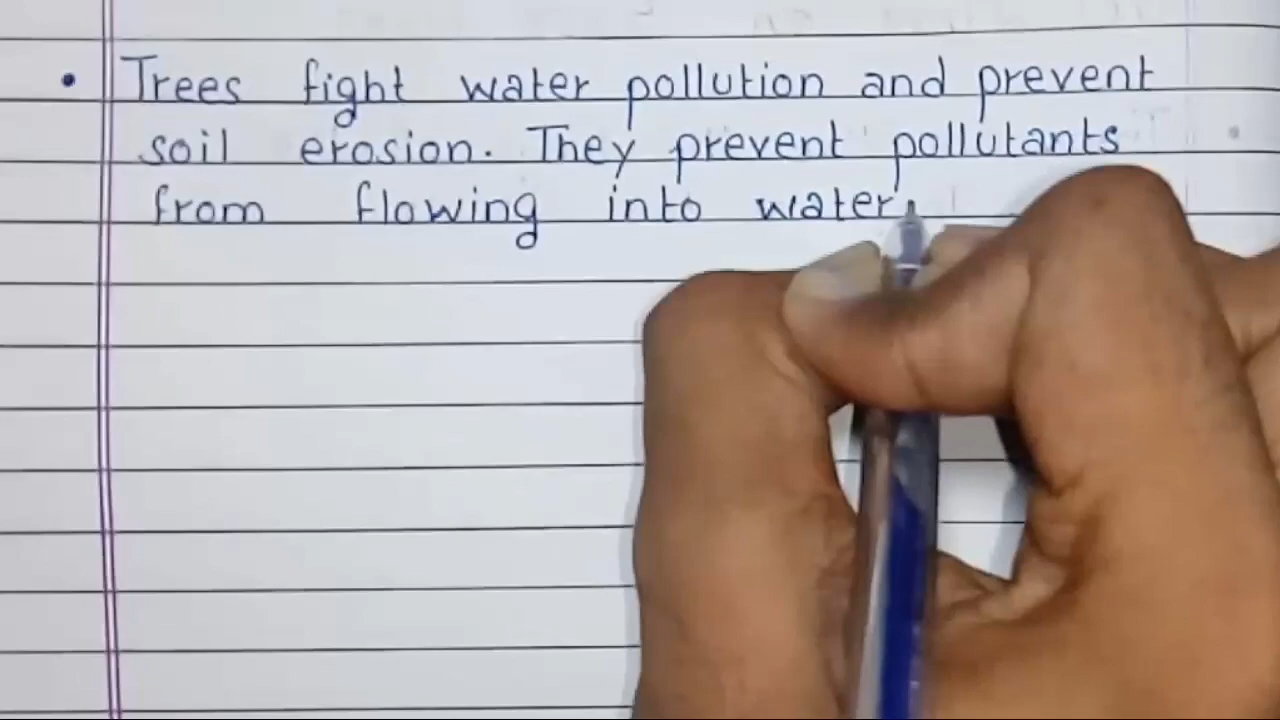 • Trees fight water pollution and prevent
soil erosion. They prevent pollutants
from flowing into water.